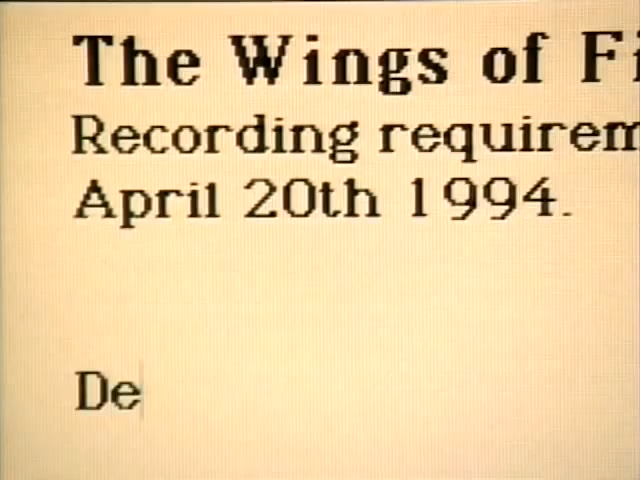 The Wings of Fi
Recording requirem
April 20th 1994.
De